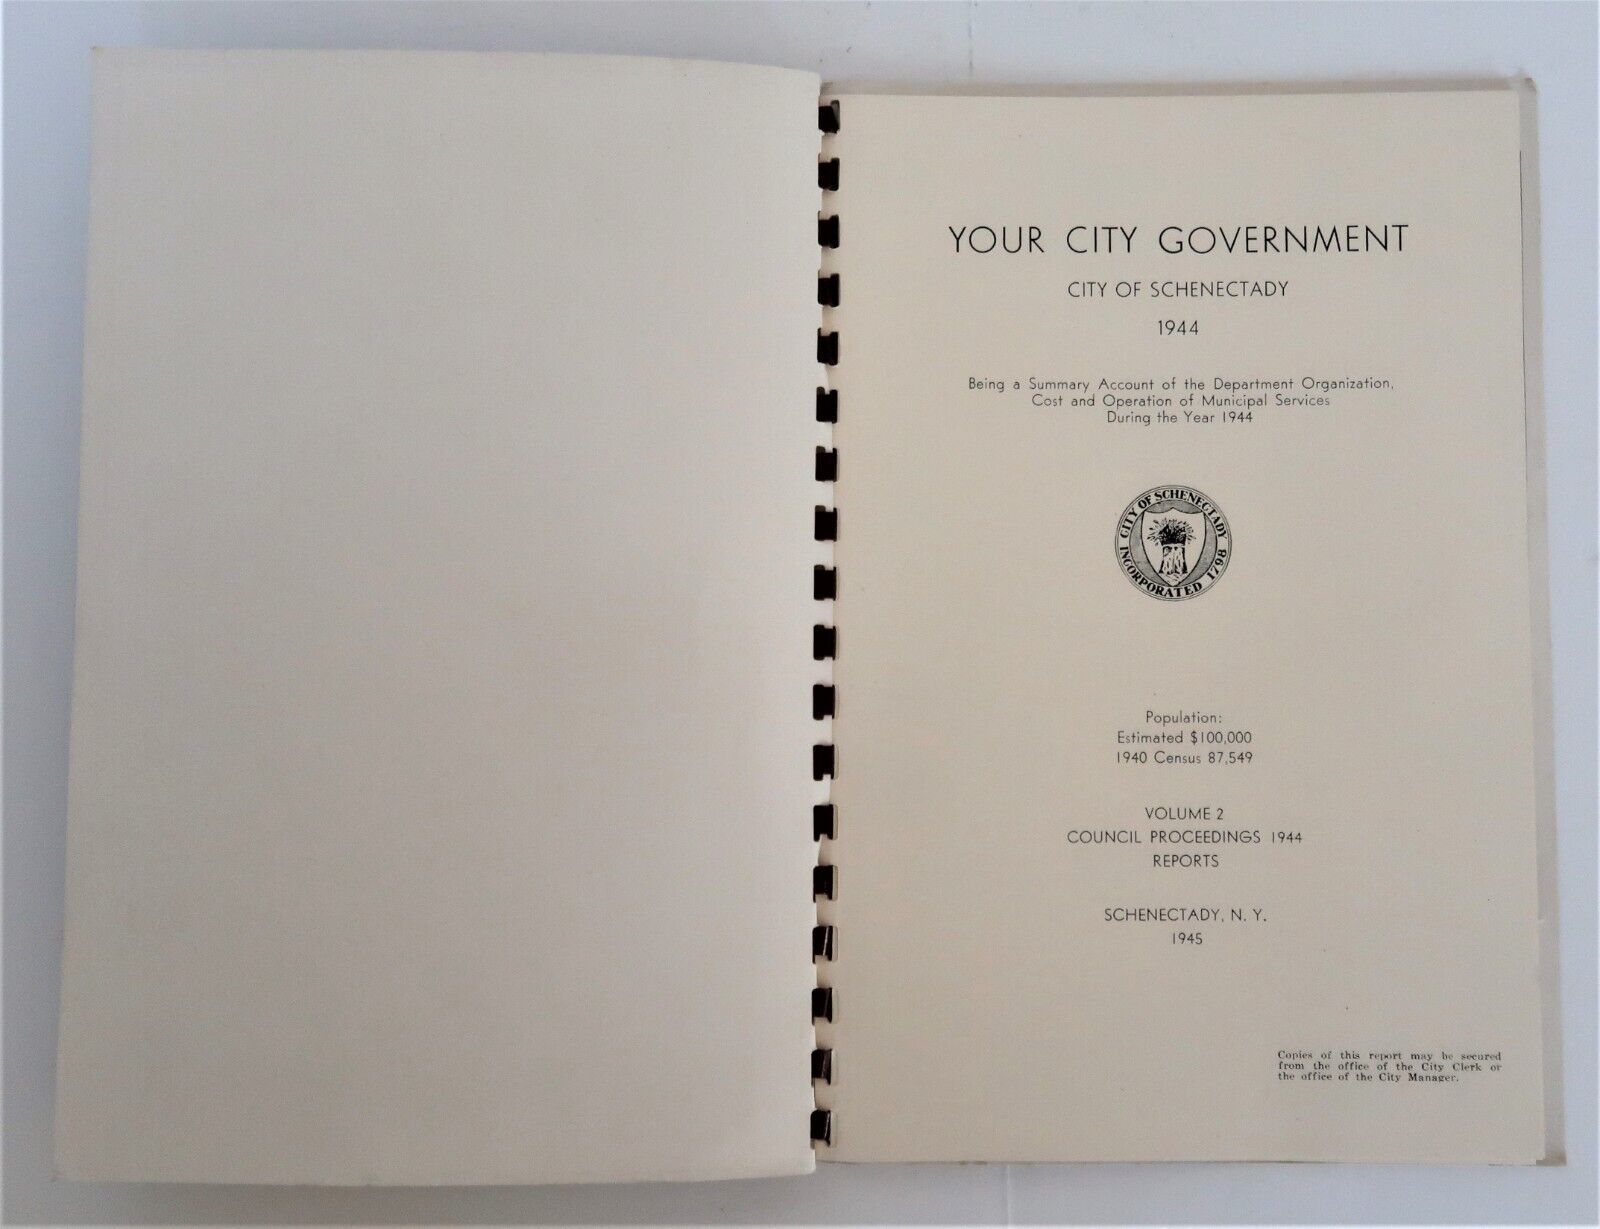 YOUR CITY GOVERNMENT
CITY OF SCHENECTADY
1944
Being a Summary Account of the Department Organization,
Cost and Operation of Municipal Services
During the Year 1944
CITY OF SCHENECTADY
INCORPORATED 1798
Population:
Estimated $100,000
1940 Census 87,549
VOLUME 2
COUNCIL PROCEEDINGS 1944
REPORTS
SCHENECTADY, N. Y.
1945
Copies of this report may be secured
from the office of the City Clerk or
the office of the City Manager.